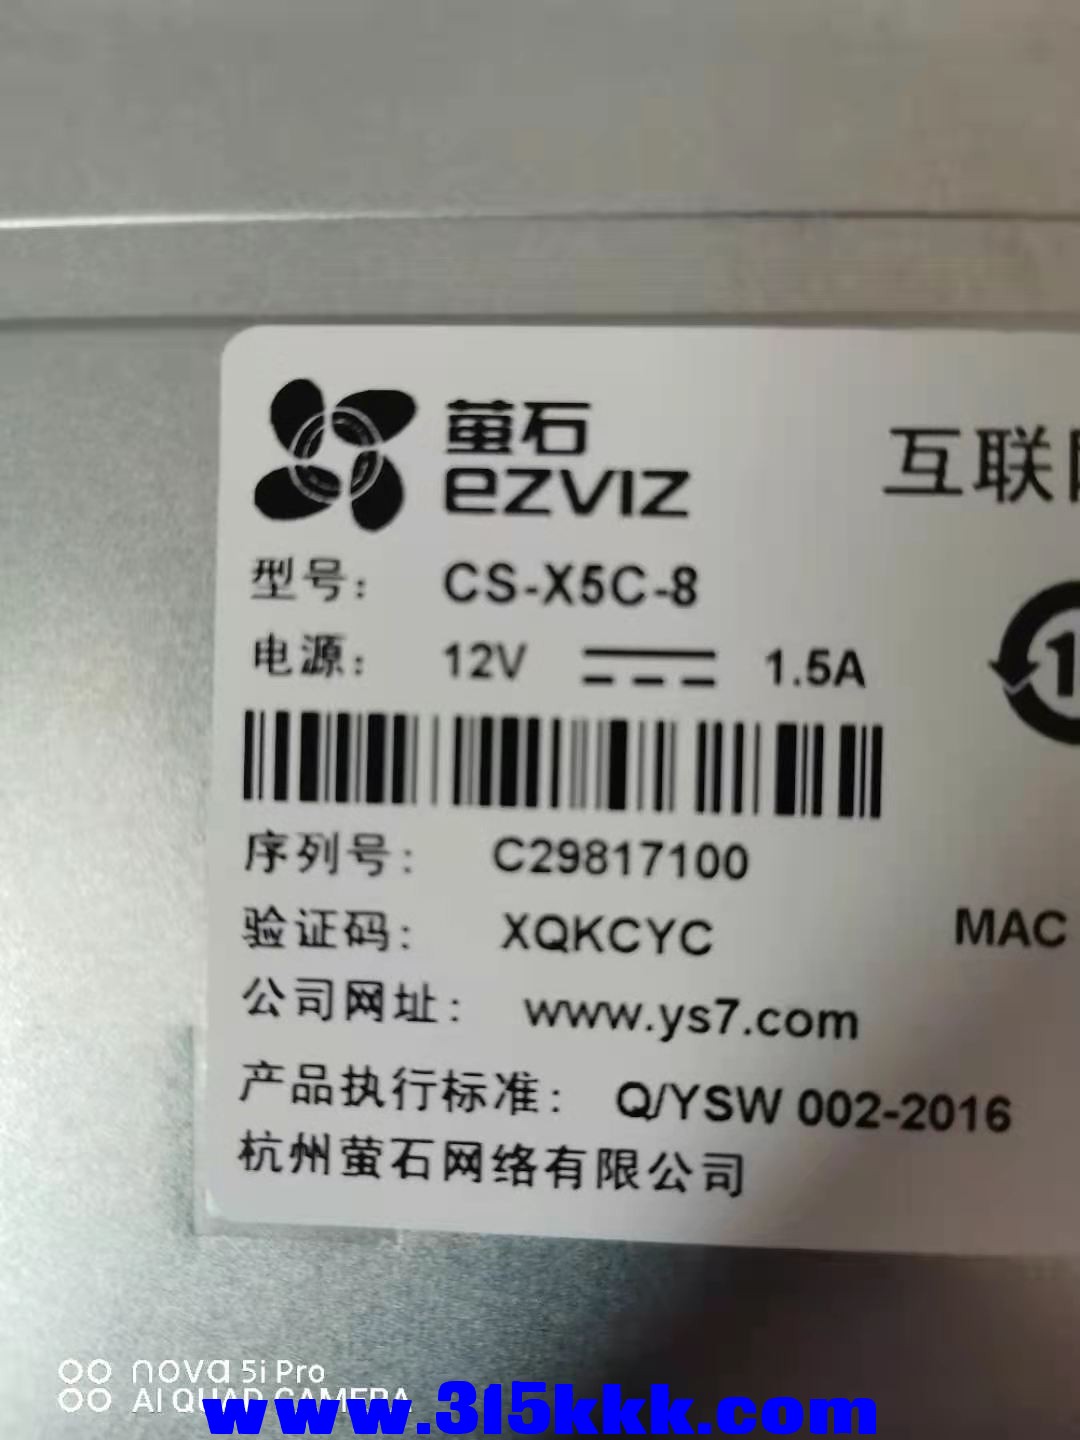 萤石
ezviz
互联
型号： CS-X5C-8
电源： 12V 1.5A
1
序列号： C29817100
验证码： XQKCYC
MAC
公司网址： www.ys7.com
产品执行标准： Q/YSW 002-2016
杭州萤石网络有限公司
nova 5i Pro
AI QUAD CAMERA
www.315kkk.com